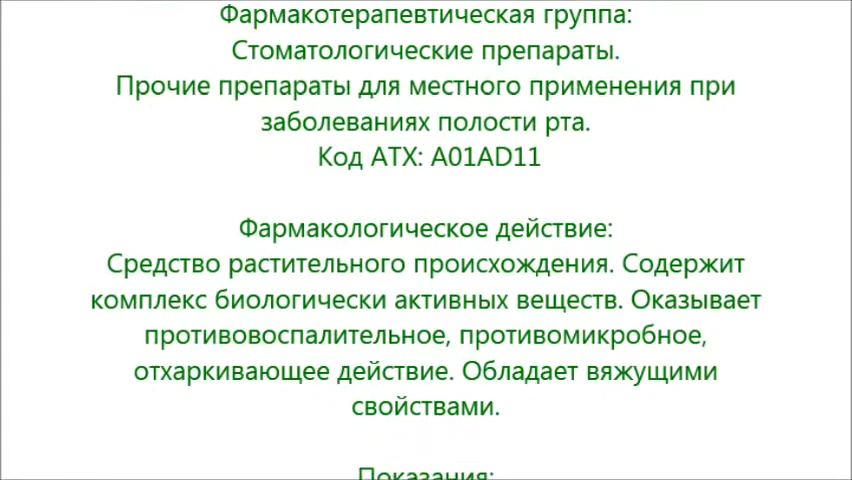 Фармакотерапевтическая группа:
Стоматологические препараты.
Прочие препараты для местного применения при
заболеваниях полости рта.
Код АТХ: A01AD11
Фармакологическое действие:
Средство растительного происхождения. Содержит
комплекс биологически активных веществ. Оказывает
противовоспалительное, противомикробное,
отхаркивающее действие. Обладает вяжущими
свойствами.
Показания: